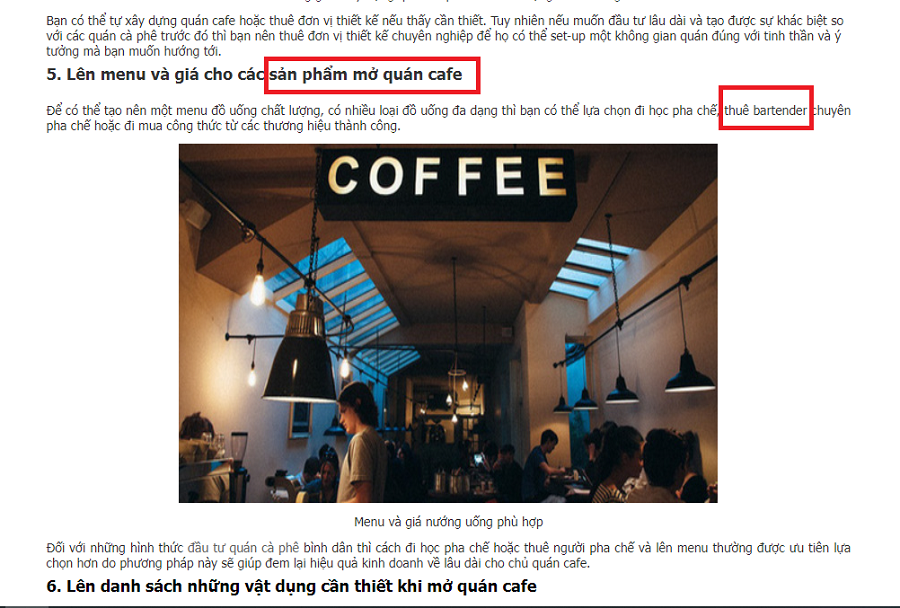 Bạn có thể tự xây dựng quán cafe hoặc thuê đơn vị thiết kế nếu thấy cần thiết. Tuy nhiên nếu muốn đầu tư lâu dài và tạo được sự khác biệt so
với các quán cà phê trước đó thì bạn nên thuê đơn vị thiết kế chuyên nghiệp để họ có thể set-up một không gian quán đúng với tinh thần và ý
tưởng mà bạn muốn hướng tới.
5. Lên menu và giá cho các sản phẩm mở quán cafe
Để có thể tạo nên một menu đồ uống chất lượng, có nhiều loại đồ uống đa dạng thì bạn có thể lựa chọn đi học pha chế, thuê bartender chuyên
pha chế hoặc đi mua công thức từ các thương hiệu thành công.
COFFEE
Menu và giá nướng uống phù hợp
Đối với những hình thức đầu tư quán cà phê bình dân thì cách đi học pha chế hoặc thuê người pha chế và lên menu thường được ưu tiên lựa
chọn hơn do phương pháp này sẽ giúp đem lại hiệu quả kinh doanh về lâu dài cho chủ quán cafe.
6. Lên danh sách những vật dụng cần thiết khi mở quán cafe